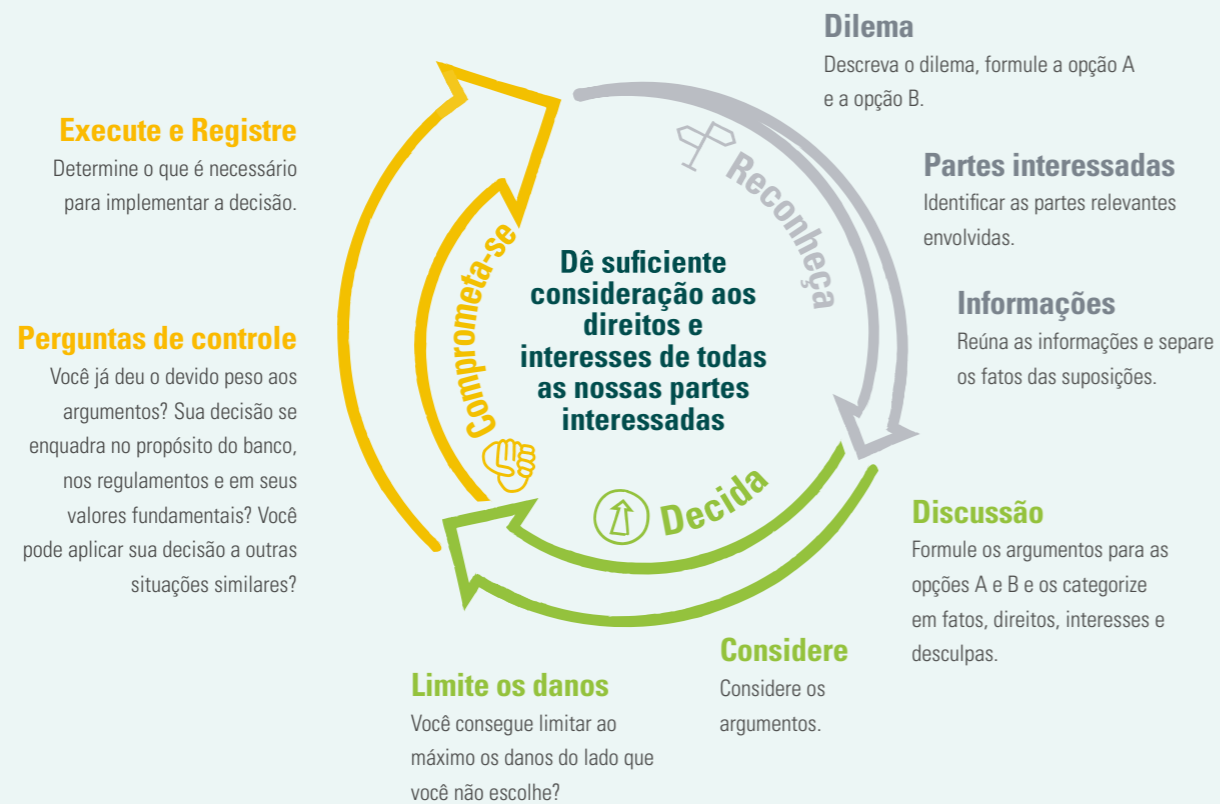 Dilema
Descreva o dilema, formule a opção A
e a opção B.
Partes interessadas
Identificar as partes relevantes
envolvidas.
Informações
Reúna as informações e separe
os fatos das suposições.
Reconheça
Discussão
Formule os argumentos para as
opções A e B e os categorize
em fatos, direitos, interesses e
desculpas.
Considere
Considere os
argumentos.
Limite os danos
Você consegue limitar ao
máximo os danos do lado que
você não escolhe?
Decida
Perguntas de controle
Você já deu o devido peso aos
argumentos? Sua decisão se
enquadra no propósito do banco,
nos regulamentos e em seus
valores fundamentais? Você
pode aplicar sua decisão a outras
situações similares?
Execute e Registre
Determine o que é necessário
para implementar a decisão.
Comprometa-se
Dê suficiente
consideração aos
direitos e
interesses de todas
as nossas partes
interessadas